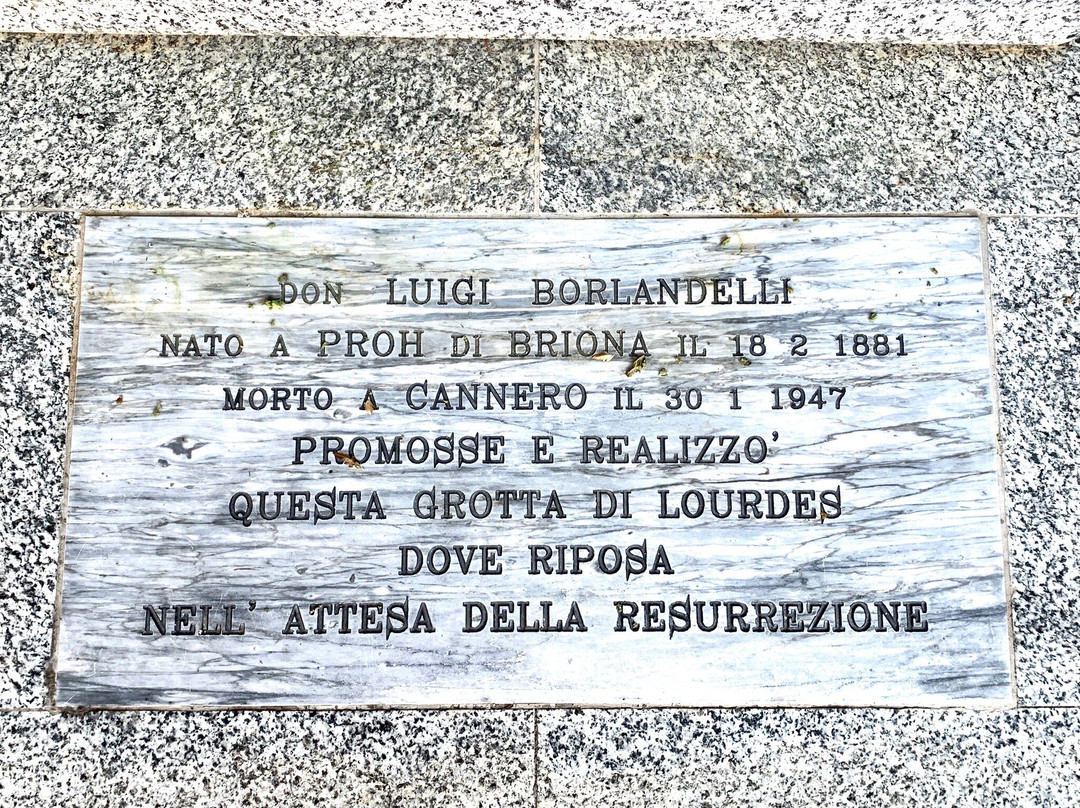 DON LUIGI BORLANDELLI
NATO A PROH DI BRIONA IL 18 2 1881
MORTO A CANNERO IL 30 1 1947
PROMOSSE E REALIZZO'
QUESTA GROTTA DI LOURDES
DOVE RIPOSA
NELL' ATTESA DELLA RESURREZIONE